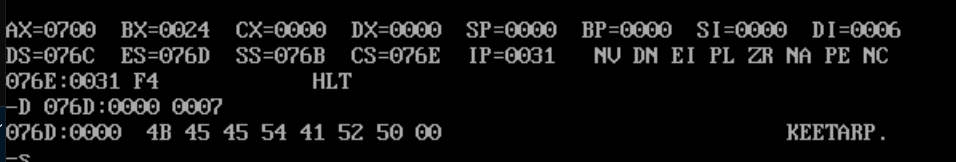 AX=0700 BX=0024 CX=0000 DX=0000 SP=0000 BP=0000 SI=0000 DI=0006
DS=076C ES=076D SS=076B CS=076E IP=0031 NV DN EI PL ZR NA PE NC
076E:0031 F4 HLT
-D 076D:0000 0007
076D:0000 4B 45 45 54 41 52 50 00 KEETARP.